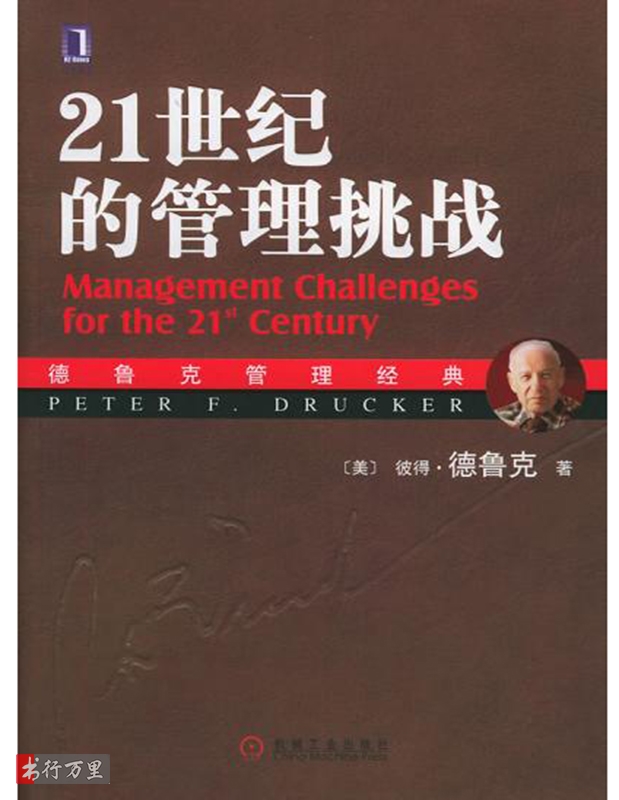 HZ Books
21世纪
的管理挑战
Management Challenges
for the 21st Century
德鲁克管理经典
PETER F. DRUCKER
〔美〕 彼得·德鲁克 著
机械工业出版社
China Machine Press
书行万里